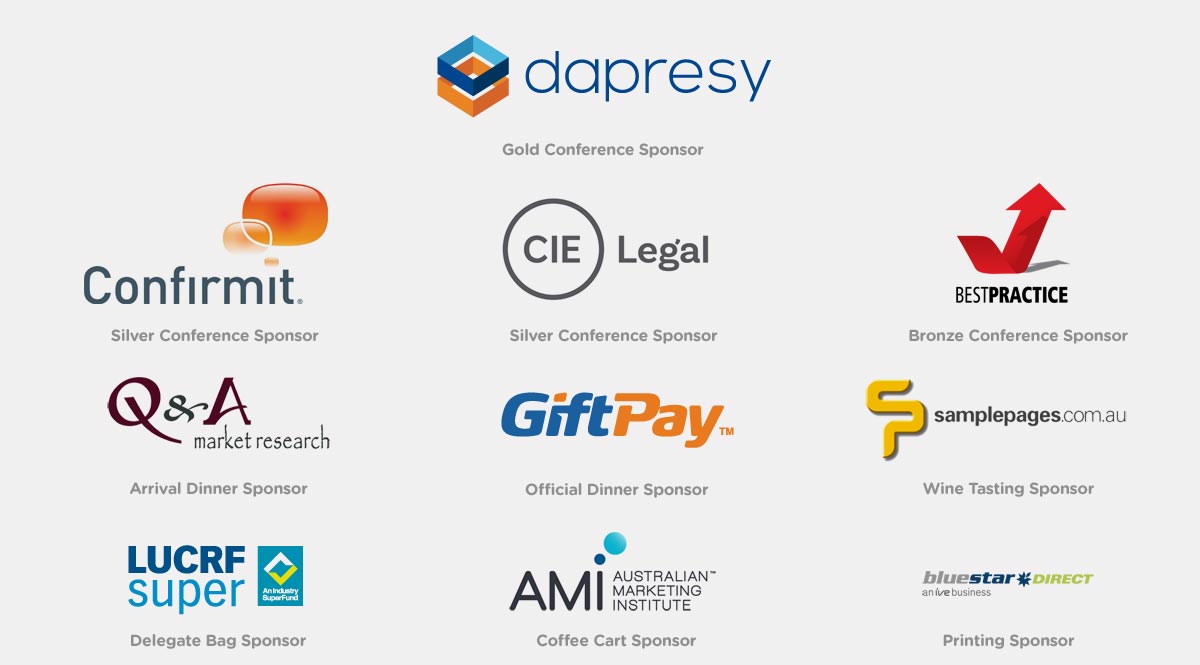 dapresy
Gold Conference Sponsor
Confirmit®
Silver Conference Sponsor
CIE Legal
Silver Conference Sponsor
BESTPRACTICE
Bronze Conference Sponsor
Q&A
market research
Arrival Dinner Sponsor
GiftPay™
Official Dinner Sponsor
SP
samplepages.com.au
Wine Tasting Sponsor
LUCRF
super
An Industry
SuperFund
Delegate Bag Sponsor
AMi
AUSTRALIAN™
MARKETING
INSTITUTE
Coffee Cart Sponsor
bluestar DIRECT
an ive business
Printing Sponsor